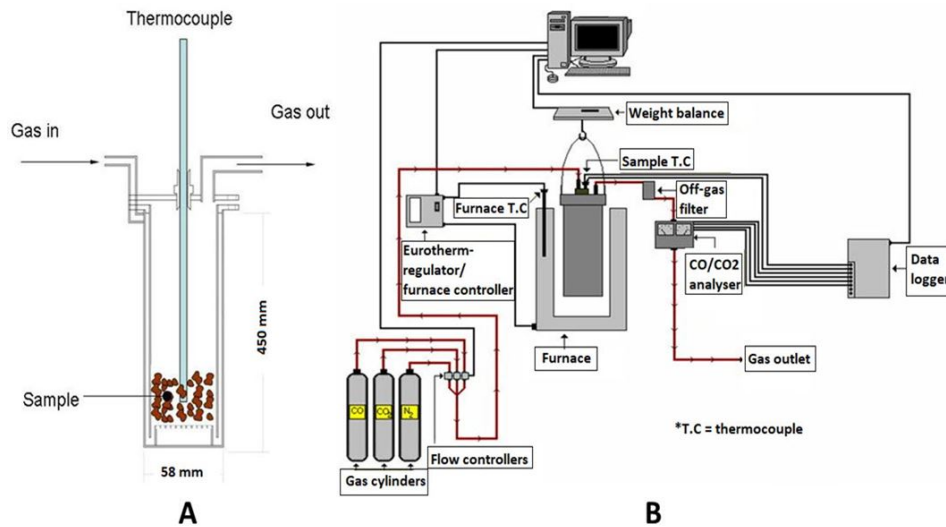 Thermocouple
Gas in
Gas out
450 mm
Sample
58 mm
A
Weight balance
Sample T.C
Off-gas
filter
Furnace T.C
Eurotherm-
regulator/
furnace controller
CO/CO2
analyser
Data
logger
Furnace
Gas outlet
CO
CO2
N2
*T.C = thermocouple
Flow controllers
Gas cylinders
B